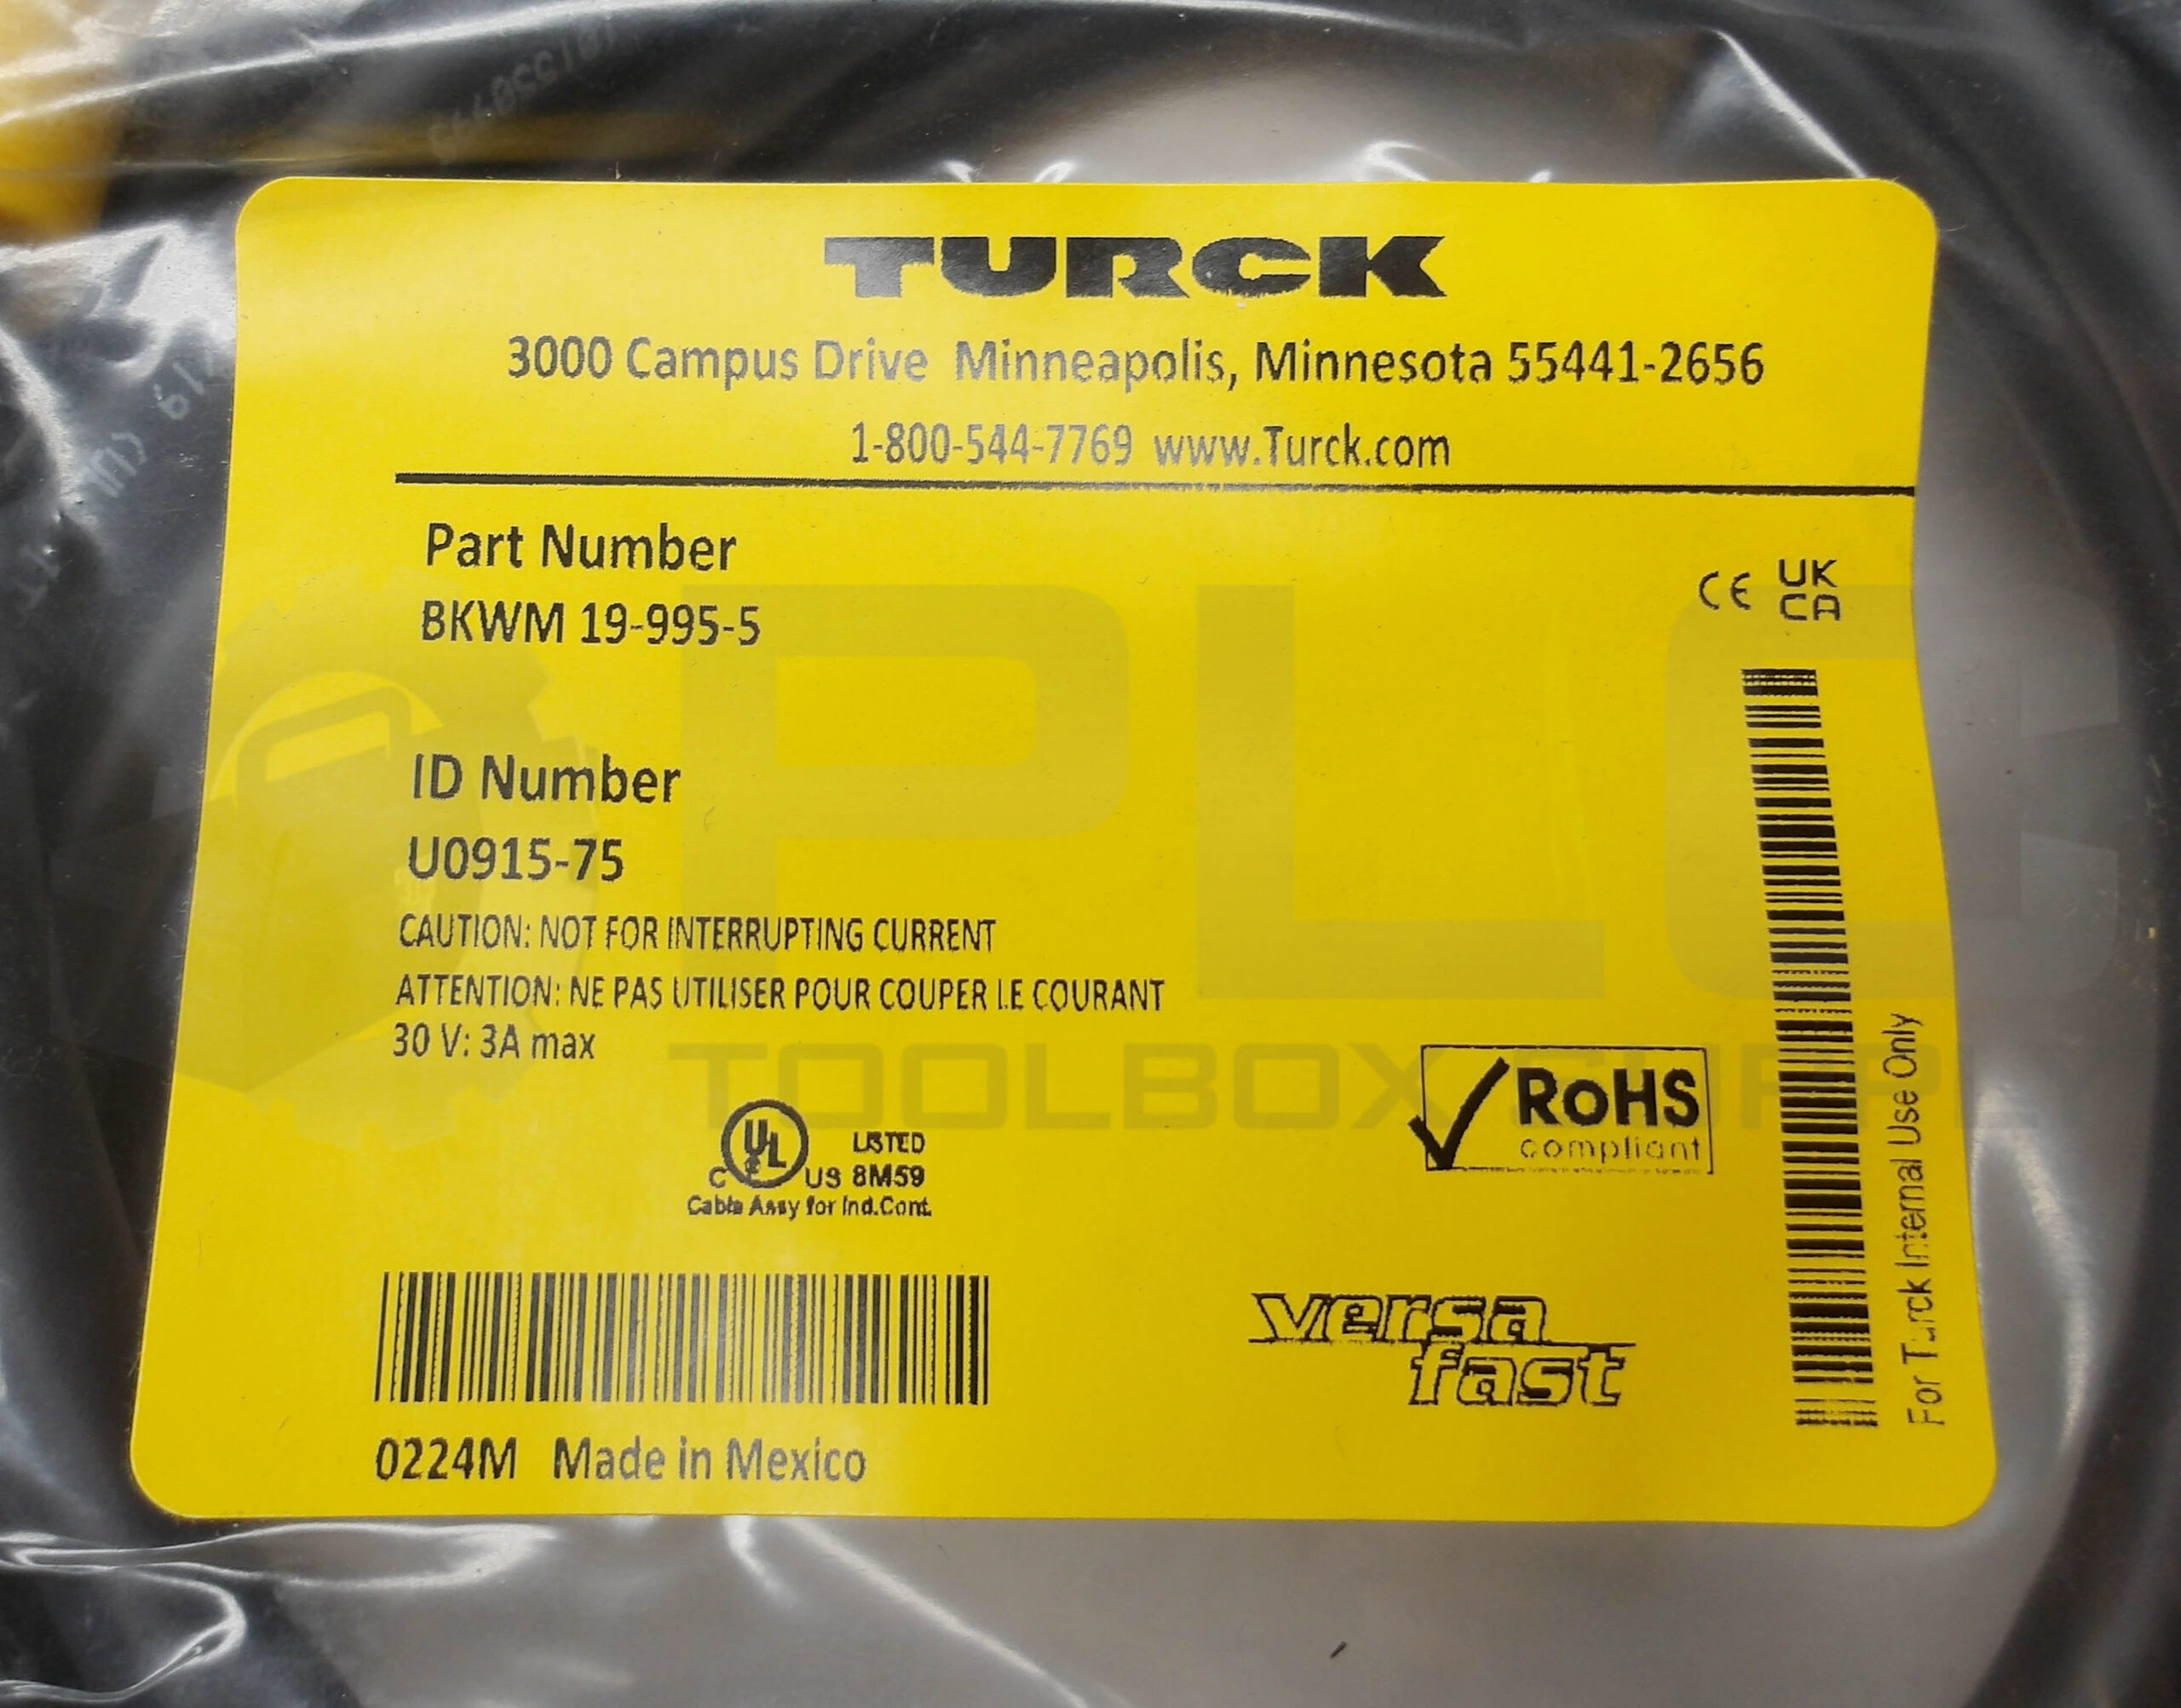 TURCK
3000 Campus Drive Minneapolis, Minnesota 55441-2656
1-800-544-7769 www.Turck.com
Part Number
BKWM 19-995-5
CE UK CA
ID Number
U0915-75
CAUTION: NOT FOR INTERRUPTING CURRENT
ATTENTION: NE PAS UTILISER POUR COUPER LE COURANT
30 V: 3A max
RoHS
compliant
UL LISTED
C US 8M59
Cable Assy for Ind.Cont.
versa
fast
0224M Made in Mexico
For Turck Internal Use Only
PLC
TOOLBOX